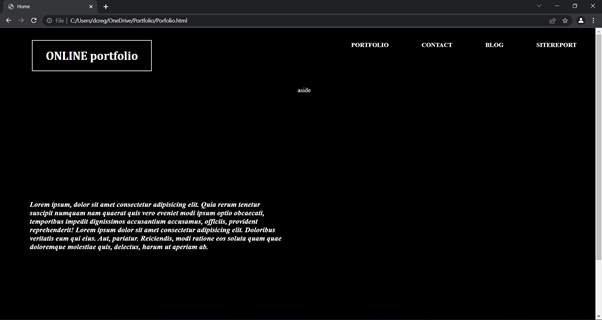 Home
File | C:/Users/dcreg/OneDrive/Portfolio/Porfolio.html
ONLINE portfolio
PORTFOLIO CONTACT BLOG SITEREPORT
aside
Lorem ipsum, dolor sit amet consectetur adipisicing elit. Quia rerum tenetur
suscipit numquam nam quaerat quis vero eveniet modi ipsum optio obcaecati,
temporibus impedit dignissimos accusantium accusamus, officiis, provident
reprehenderit! Lorem ipsum dolor sit amet consectetur adipisicing elit. Doloribus
veritatis eum qui eius. Aut, pariatur. Reiciendis, modi ratione eos soluta quam quae
doloremque molestiae quis, delectus, harum ut aperiam ab.